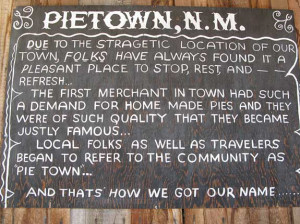 PIETOWN, N.M.
DUE TO THE STRAGETIC LOCATION OF OUR
TOWN, FOLKS HAVE ALWAYS FOUND IT A
PLEASANT PLACE TO STOP, REST, AND —
REFRESH...
THE FIRST MERCHANT IN TOWN HAD SUCH
A DEMAND FOR HOME MADE PIES AND THEY
WERE OF SUCH QUALITY THAT THEY BECAME
JUSTLY FAMOUS...
LOCAL FOLKS AS WELL AS TRAVELERS
BEGAN TO REFER TO THE COMMUNITY AS
'PIE TOWN'....
AND THATS' HOW WE GOT OUR NAME......